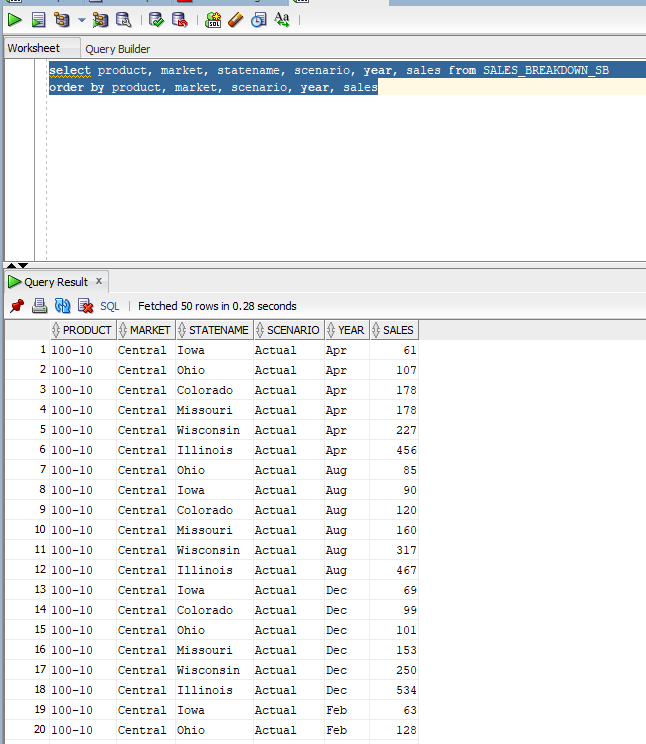 Worksheet Query Builder
select product, market, statename, scenario, year, sales from SALES_BREAKDOWN_SB
order by product, market, scenario, year, sales
Query Result x
SQL | Fetched 50 rows in 0.28 seconds
PRODUCT MARKET STATENAME SCENARIO YEAR SALES
1 100-10 Central Iowa Actual Apr 61
2 100-10 Central Ohio Actual Apr 107
3 100-10 Central Colorado Actual Apr 178
4 100-10 Central Missouri Actual Apr 178
5 100-10 Central Wisconsin Actual Apr 227
6 100-10 Central Illinois Actual Apr 456
7 100-10 Central Ohio Actual Aug 85
8 100-10 Central Iowa Actual Aug 90
9 100-10 Central Colorado Actual Aug 120
10 100-10 Central Missouri Actual Aug 160
11 100-10 Central Wisconsin Actual Aug 317
12 100-10 Central Illinois Actual Aug 467
13 100-10 Central Iowa Actual Dec 69
14 100-10 Central Colorado Actual Dec 99
15 100-10 Central Ohio Actual Dec 101
16 100-10 Central Missouri Actual Dec 153
17 100-10 Central Wisconsin Actual Dec 250
18 100-10 Central Illinois Actual Dec 534
19 100-10 Central Iowa Actual Feb 63
20 100-10 Central Ohio Actual Feb 128